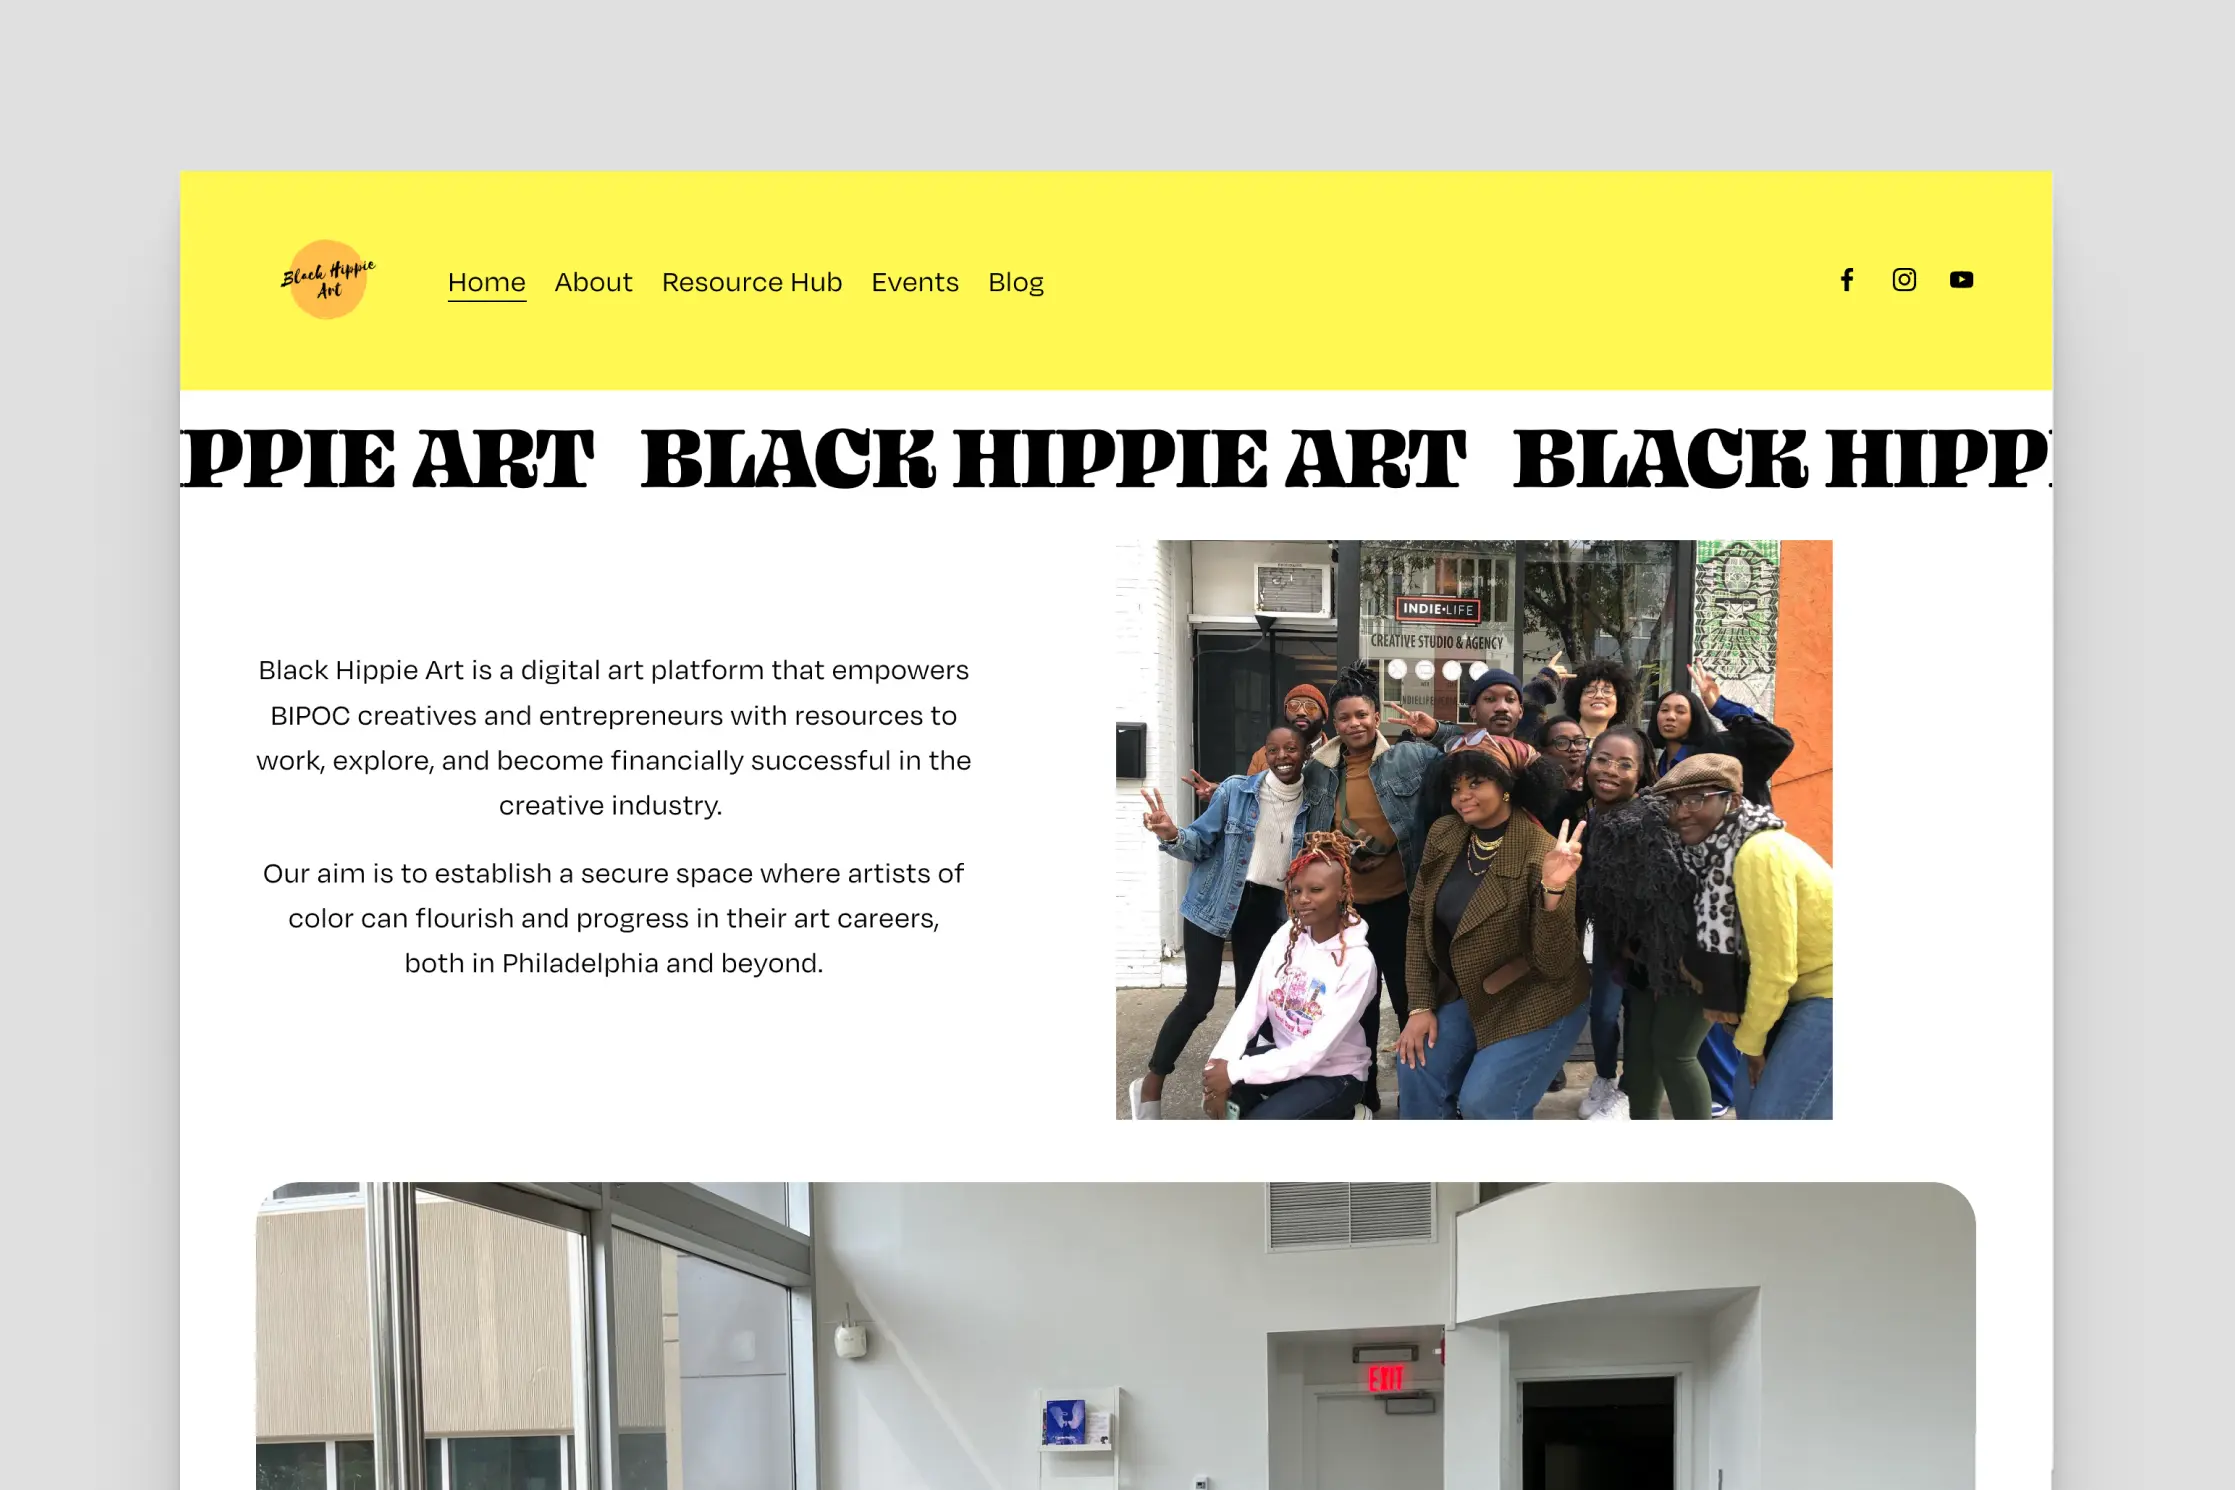 Black Hippie
Art
Home About Resource Hub Events Blog
IPPIE ART BLACK HIPPIE ART BLACK HIPPI
Black Hippie Art is a digital art platform that empowers
BIPOC creatives and entrepreneurs with resources to
work, explore, and become financially successful in the
creative industry.
Our aim is to establish a secure space where artists of
color can flourish and progress in their art careers,
both in Philadelphia and beyond.
INDIE•LIFE
CREATIVE STUDIO & AGENCY
EXIT